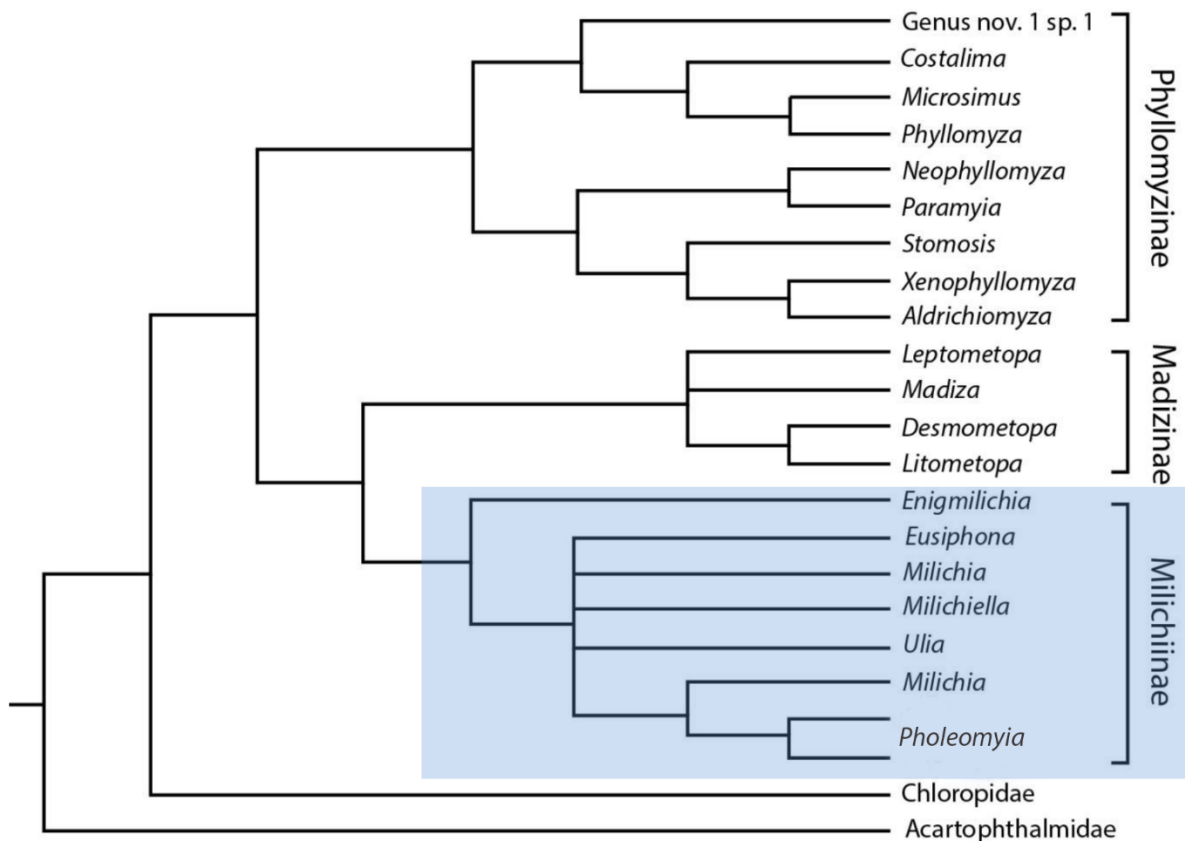 Genus nov. 1 sp. 1
Costalima
Microsimus
Phyllomyza
Neophyllomyza
Paramyia
Stomosis
Xenophyllomyza
Aldrichiomyza
Phyllomyzinae
Leptometopa
Madiza
Desmometopa
Litometopa
Madizinae
Enigmilichia
Eusiphona
Milichia
Milichiella
Ulia
Milichia
Pholeomyia
Milichiinae
Chloropidae
Acartophthalmidae